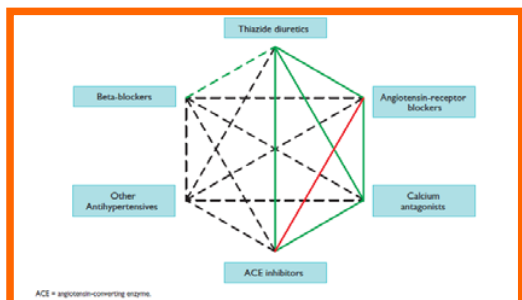 Thiazide diuretics
Beta-blockers
Angiotensin-receptor
blockers
Other
Antihypertensives
Calcium
antagonists
ACE inhibitors
ACE = angiotensin-converting enzyme.